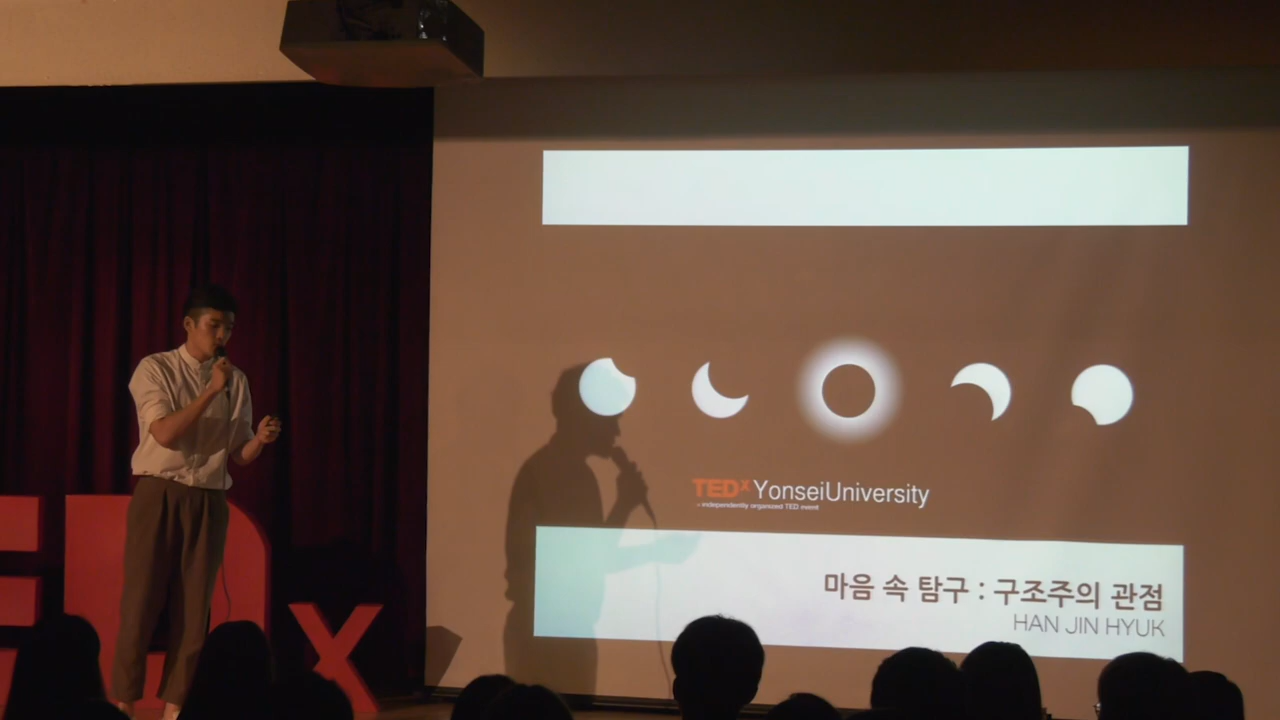 TEDx YonseiUniversity
independently organized TED event
마음 속 탐구 : 구조주의 관점
HAN JIN HYUK
EDx